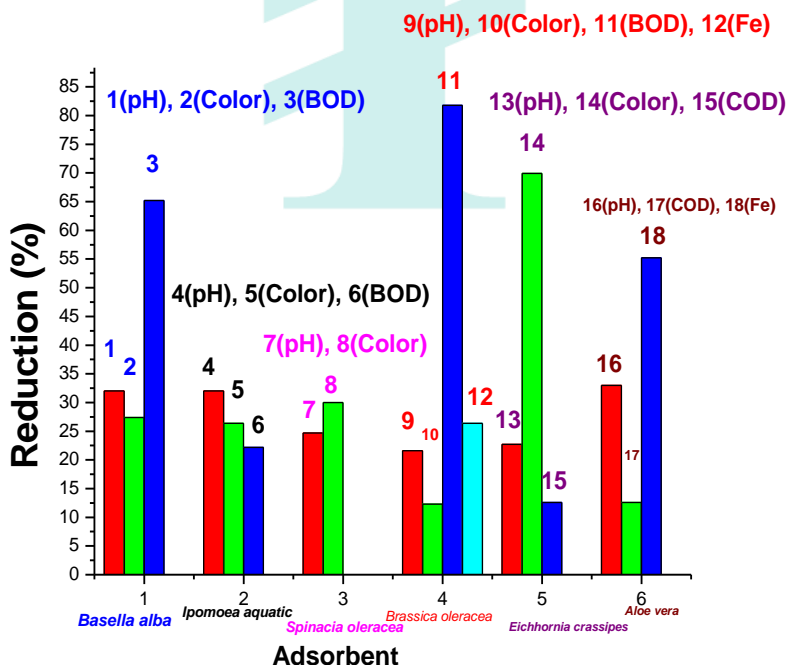 9(pH), 10(Color), 11(BOD), 12(Fe)
1(pH), 2(Color), 3(BOD)
13(pH), 14(Color), 15(COD)
16(pH), 17(COD), 18(Fe)
4(pH), 5(Color), 6(BOD)
7(pH), 8(Color)
Reduction (%)
85
80
75
70
65
60
55
50
45
40
35
30
25
20
15
10
5
0
1
2
3
4
5
6
7
8
9
10
11
12
13
14
15
16
17
18
1 2 3 4 5 6
Basella alba
Ipomoea aquatic
Spinacia oleracea
Brassica oleracea
Eichhornia crassipes
Aloe vera
Adsorbent